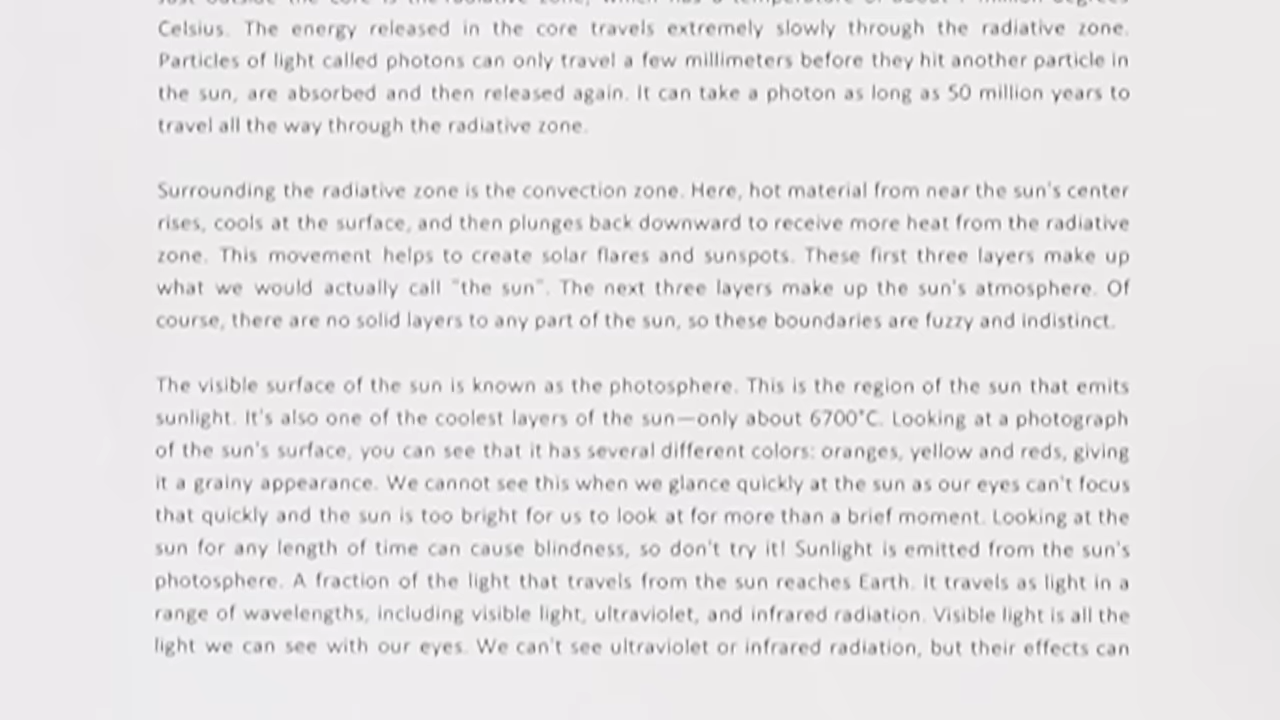 Just outside the core is the radiative zone, which has a temperature of about 7 million degrees
Celsius. The energy released in the core travels extremely slowly through the radiative zone.
Particles of light called photons can only travel a few millimeters before they hit another particle in
the sun, are absorbed and then released again. It can take a photon as long as 50 million years to
travel all the way through the radiative zone.
Surrounding the radiative zone is the convection zone. Here, hot material from near the sun's center
rises, cools at the surface, and then plunges back downward to receive more heat from the radiative
zone. This movement helps to create solar flares and sunspots. These first three layers make up
what we would actually call "the sun". The next three layers make up the sun's atmosphere. Of
course, there are no solid layers to any part of the sun, so these boundaries are fuzzy and indistinct.
The visible surface of the sun is known as the photosphere. This is the region of the sun that emits
sunlight. It's also one of the coolest layers of the sun—only about 6700°C. Looking at a photograph
of the sun's surface, you can see that it has several different colors: oranges, yellow and reds, giving
it a grainy appearance. We cannot see this when we glance quickly at the sun as our eyes can't focus
that quickly and the sun is too bright for us to look at for more than a brief moment. Looking at the
sun for any length of time can cause blindness, so don't try it! Sunlight is emitted from the sun's
photosphere. A fraction of the light that travels from the sun reaches Earth. It travels as light in a
range of wavelengths, including visible light, ultraviolet, and infrared radiation. Visible light is all the
light we can see with our eyes. We can't see ultraviolet or infrared radiation, but their effects can